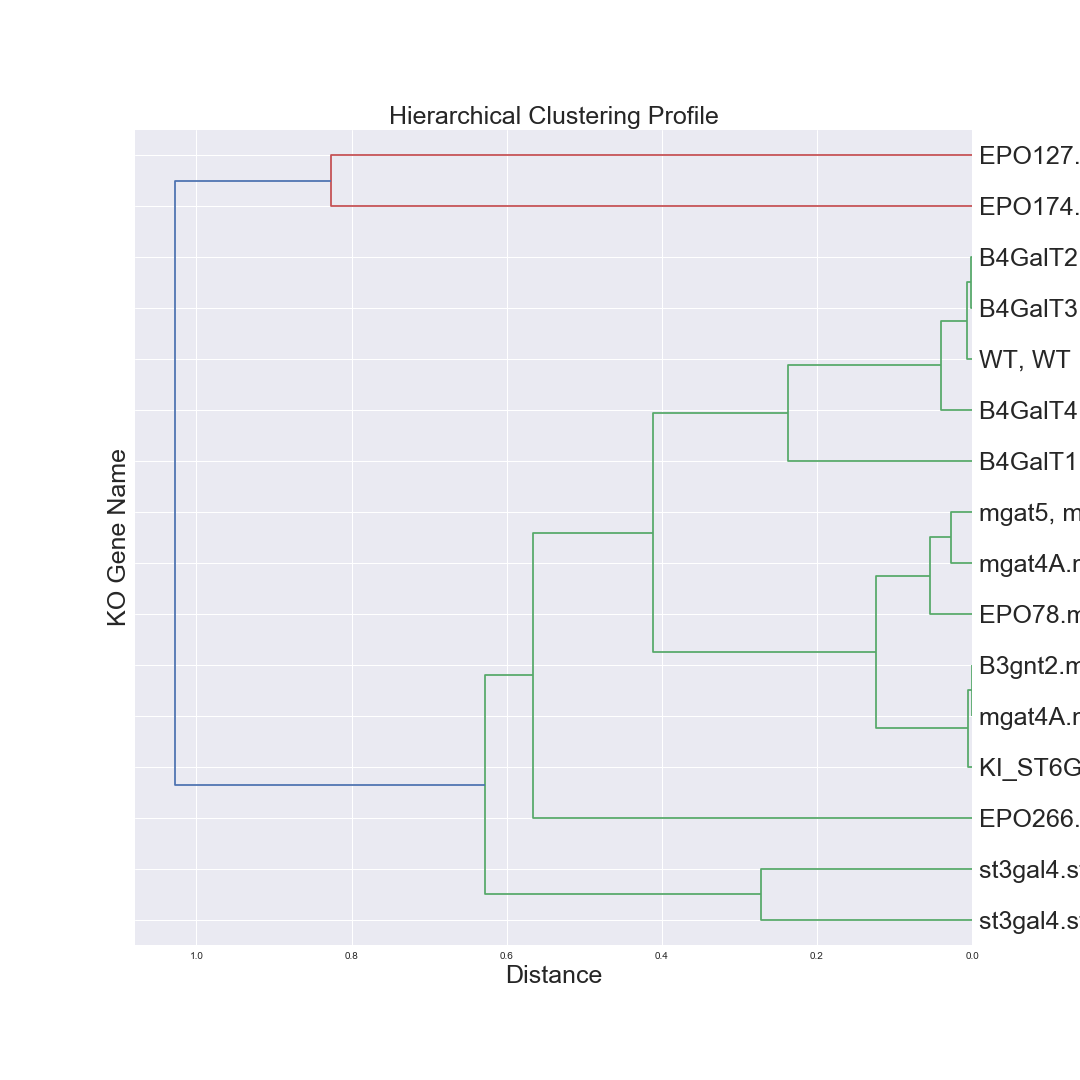 Hierarchical Clustering Profile
EPO127.
EPO174.
B4GalT2
B4GalT3
WT, WT
B4GalT4
B4GalT1
mgat5, m
mgat4A.m
EPO78.m
B3gnt2.m
mgat4A.m
KI_ST6G
EPO266.
st3gal4.st
st3gal4.st
KO Gene Name
1.0 0.8 0.6 0.4 0.2 0.0
Distance